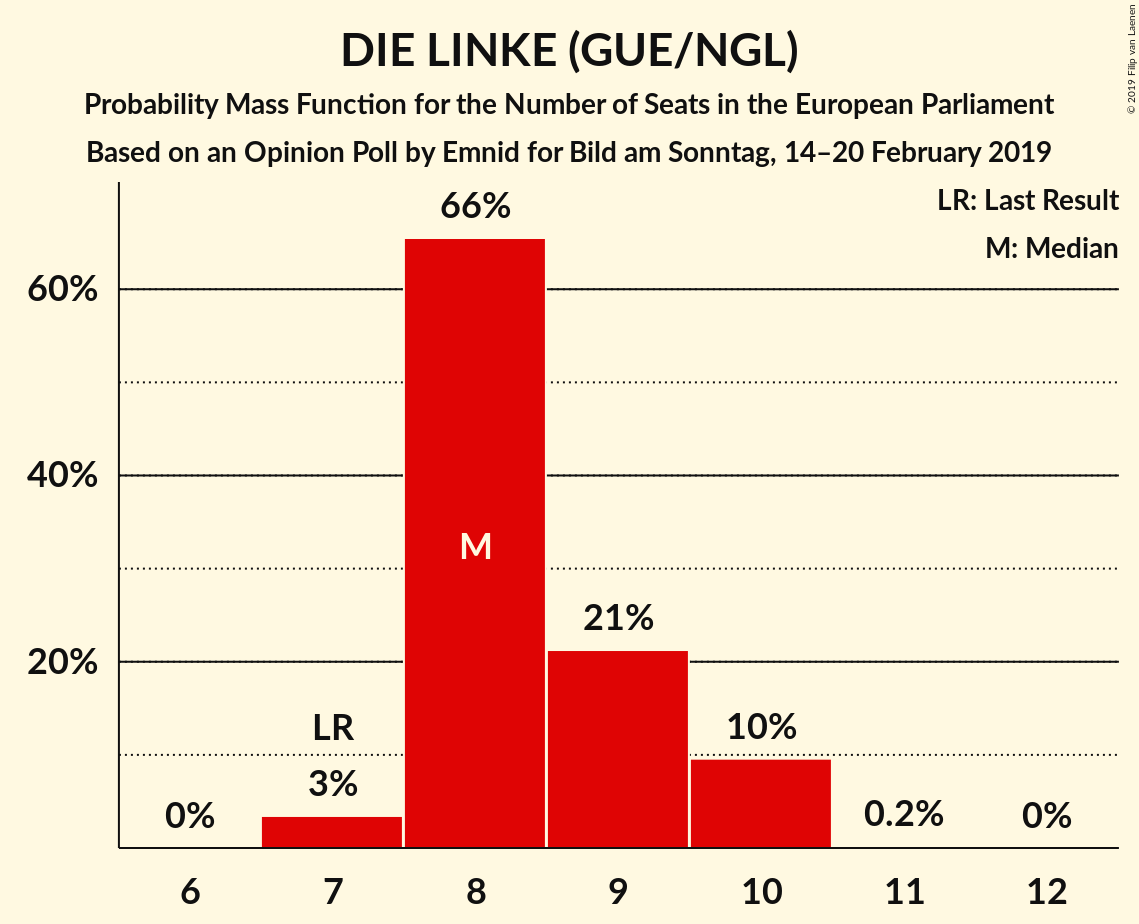 DIE LINKE (GUE/NGL)
Probability Mass Function for the Number of Seats in the European Parliament
Based on an Opinion Poll by Emnid for Bild am Sonntag, 14–20 February 2019
© 2019 Filip van Laenen
LR: Last Result
M: Median
66%
60%
40%
M
21%
20%
LR
10%
3%
0%
0.2%
0%
6 7 8 9 10 11 12